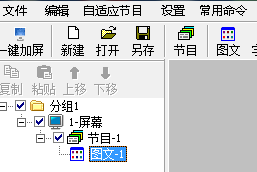 文件 编辑 自适应节目 设置 常用命令
一键加屏 新建 打开 另存 节目 图文
复制 粘贴 上移 下移
分组1
1-屏幕
节目-1
图文-1